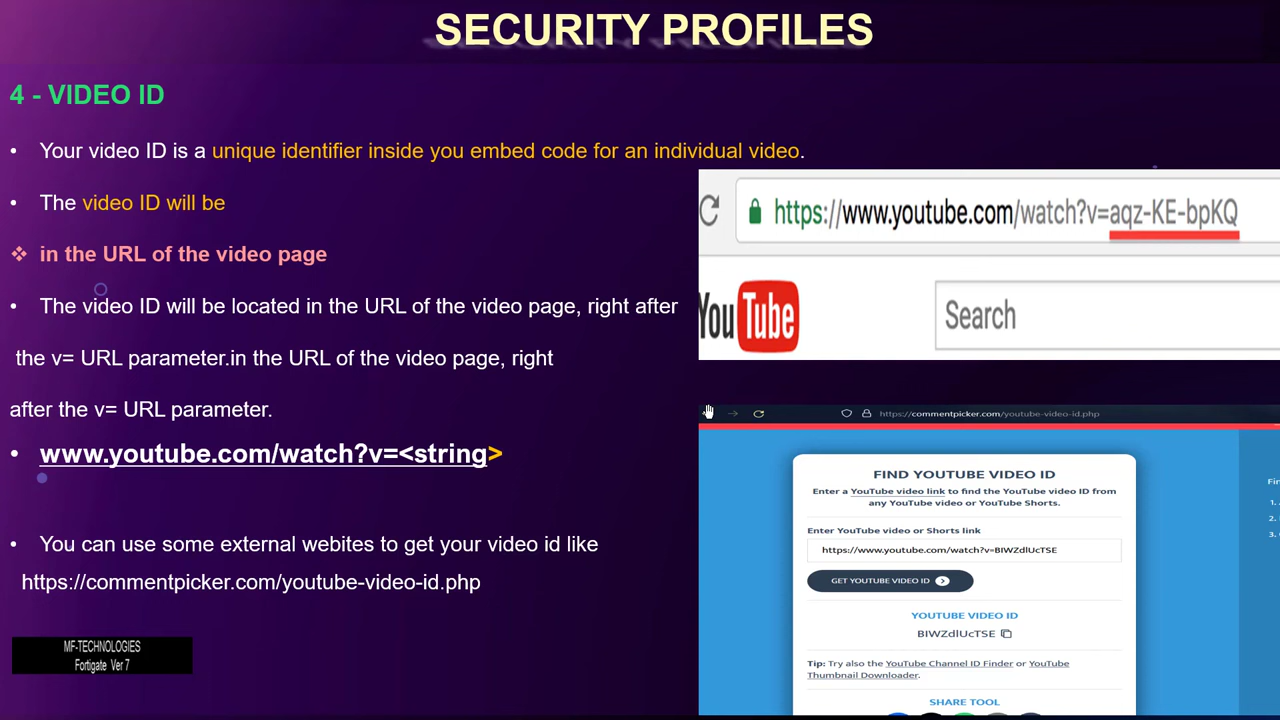 SECURITY PROFILES
4 - VIDEO ID
• Your video ID is a unique identifier inside you embed code for an individual video.
• The video ID will be
❖ in the URL of the video page
• The video ID will be located in the URL of the video page, right after
the v= URL parameter.in the URL of the video page, right
after the v= URL parameter.
• www.youtube.com/watch?v=<string>
• You can use some external webites to get your video id like
https://commentpicker.com/youtube-video-id.php
MF-TECHNOLOGIES
Fortigate Ver 7
https://www.youtube.com/watch?v=aqz-KE-bpKQ
YouTube
Search
https://commentpicker.com/youtube-video-id.php
FIND YOUTUBE VIDEO ID
Enter a YouTube video link to find the YouTube video ID from
any YouTube video or YouTube Shorts.
Enter YouTube video or Shorts link
https://www.youtube.com/watch?v=BIWZdlUcTSE
GET YOUTUBE VIDEO ID
YOUTUBE VIDEO ID
BIWZdlUcTSE
Tip: Try also the YouTube Channel ID Finder or YouTube
Thumbnail Downloader.
SHARE TOOL
Fin
1.
2.
3.